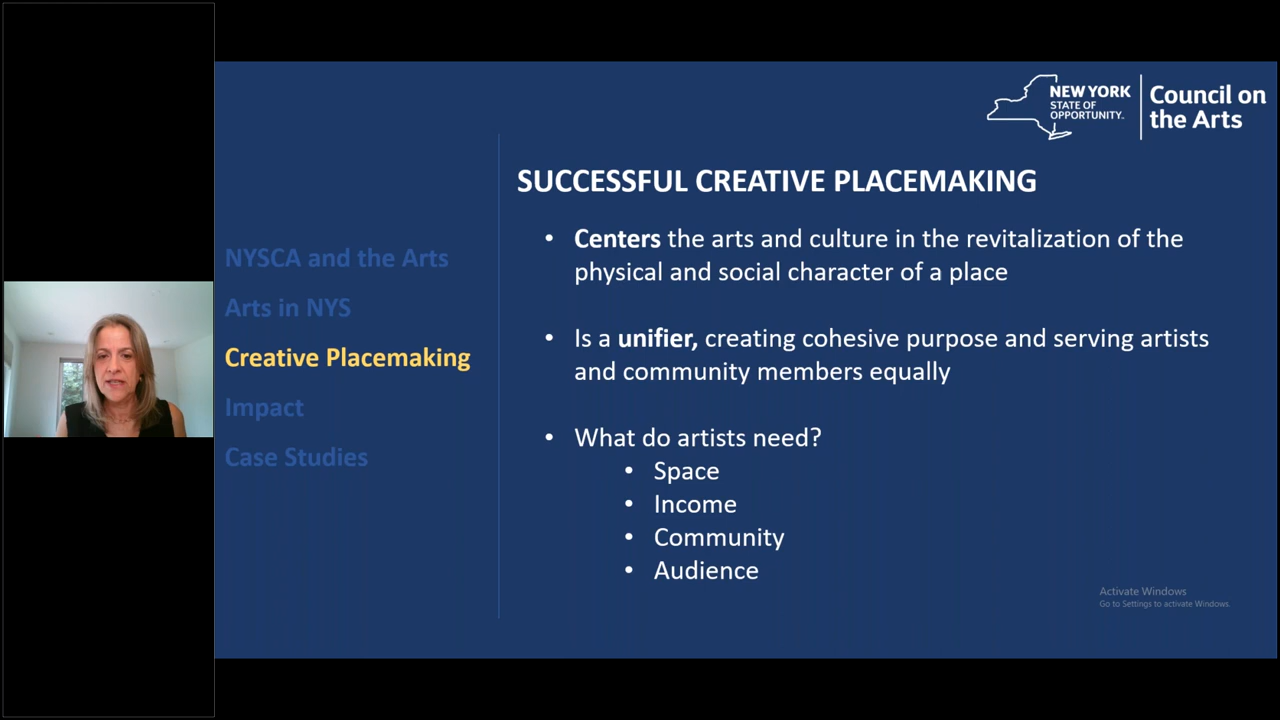 NEW YORK
STATE OF
OPPORTUNITY™
Council on
the Arts
NYSCA and the Arts
Arts in NYS
Creative Placemaking
Impact
Case Studies
SUCCESSFUL CREATIVE PLACEMAKING
• Centers the arts and culture in the revitalization of the
physical and social character of a place
• Is a unifier, creating cohesive purpose and serving artists
and community members equally
• What do artists need?
• Space
• Income
• Community
• Audience
Activate Windows
Go to Settings to activate Windows.